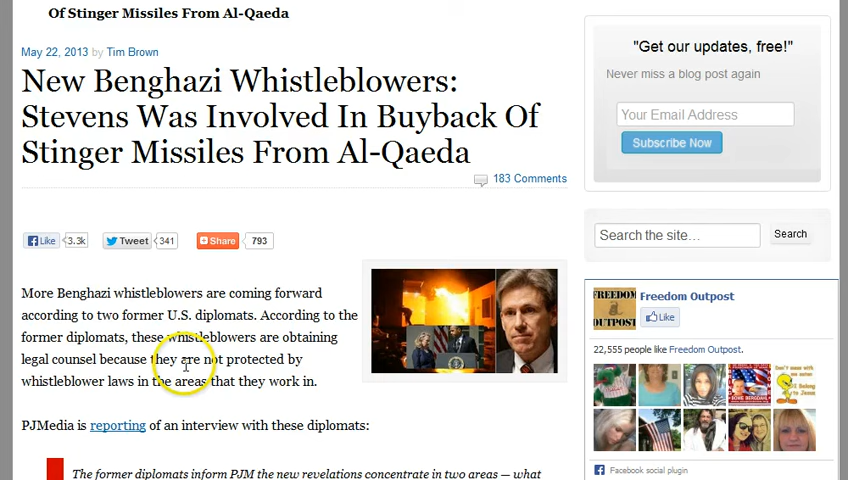 Of Stinger Missiles From Al-Qaeda
May 22, 2013 by Tim Brown
New Benghazi Whistleblowers:
Stevens Was Involved In Buyback Of
Stinger Missiles From Al-Qaeda
183 Comments
Like 3.3k Tweet 341 Share 793
More Benghazi whistleblowers are coming forward
according to two former U.S. diplomats. According to the
former diplomats, these whistleblowers are obtaining
legal counsel because they are not protected by
whistleblower laws in the areas that they work in.
PJMedia is reporting of an interview with these diplomats:
The former diplomats inform PJM the new revelations concentrate in two areas — what
"Get our updates, free!"
Never miss a blog post again
Your Email Address
Subscribe Now
Search the site...
Search
FREEDOM
OUTPOST
Freedom Outpost
Like
22,555 people like Freedom Outpost.
Facebook social plugin